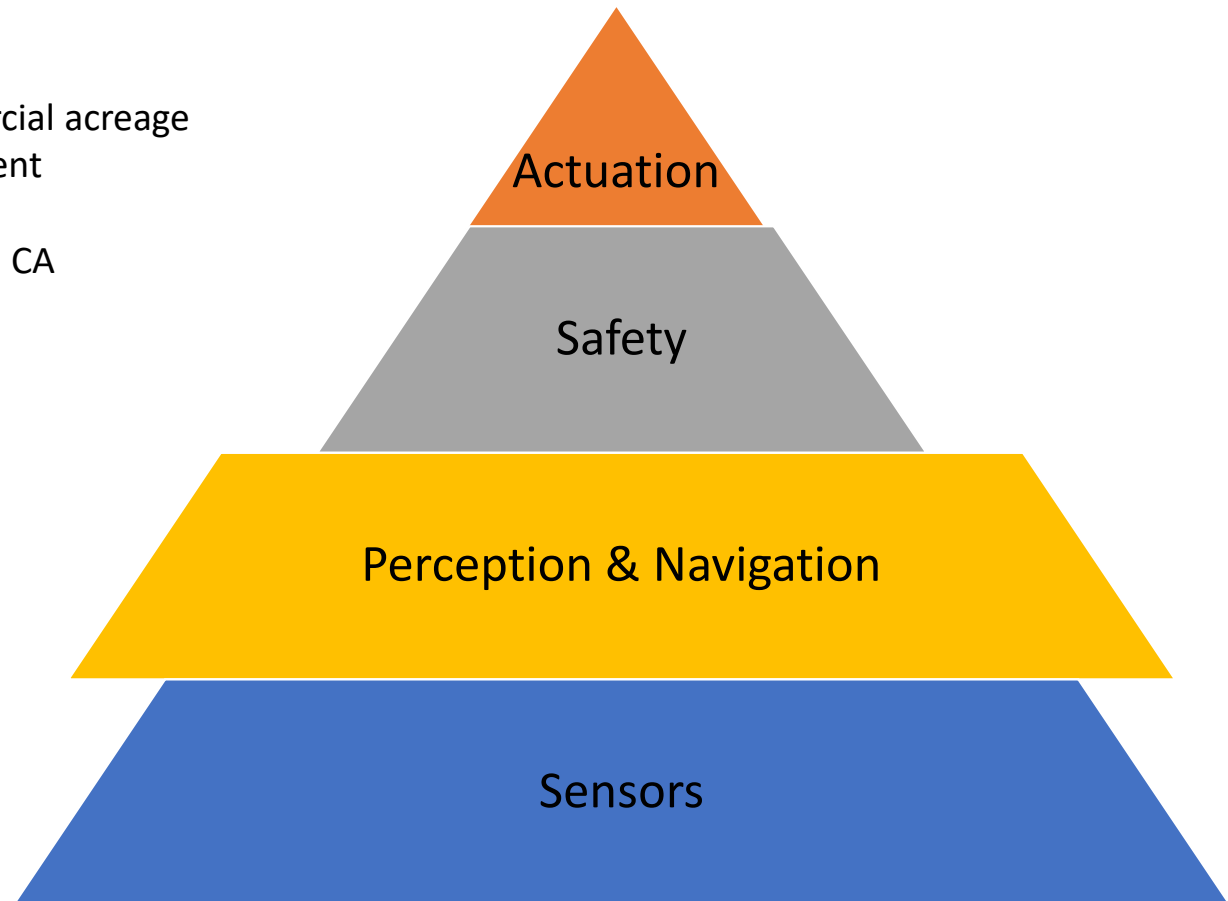 rcial acreage
ent
CA
Actuation
Safety
Perception & Navigation
Sensors